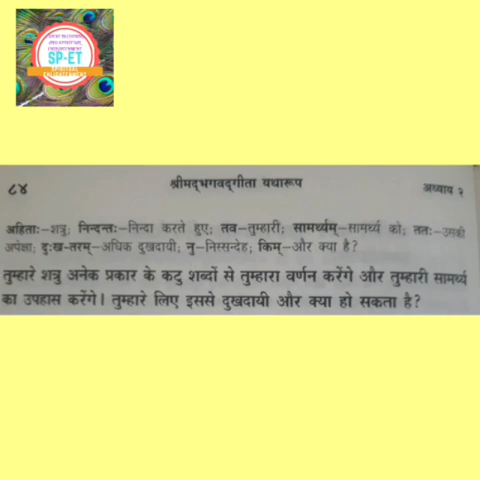 SP-ET
८४
श्रीमद्‌भगवद्‌गीता यथारूप
अध्याय २
अहिताः–शत्रु; निन्दन्तः–निन्दा करते हुए; तव–तुम्हारी; सामर्थ्यम्–सामर्थ्य को; ततः–उसकी
अपेक्षा; दुःख-तरम्–अधिक दुखदायी; नु–निस्सन्देह; किम्–और क्या है?
तुम्हारे शत्रु अनेक प्रकार के कटु शब्दों से तुम्हारा वर्णन करेंगे और तुम्हारी सामर्थ्य
का उपहास करेंगे। तुम्हारे लिए इससे दुखदायी और क्या हो सकता है?